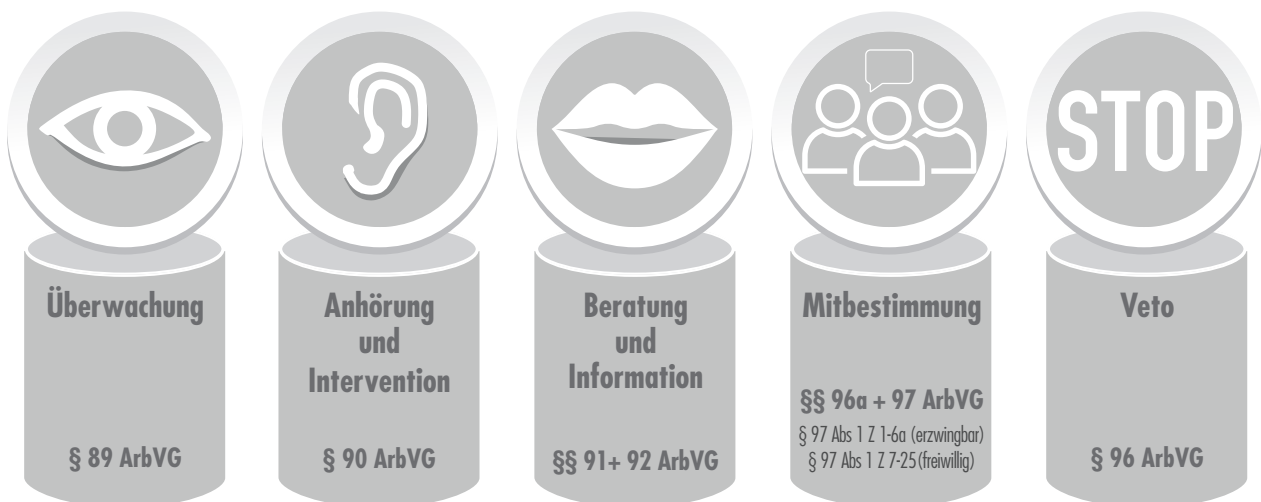 STOP
Überwachung
§ 89 ArbVG
Anhörung
und
Intervention
§ 90 ArbVG
Beratung
und
Information
§§ 91+ 92 ArbVG
Mitbestimmung
§§ 96a + 97 ArbVG
§ 97 Abs 1 Z 1-6a (erzwingbar)
§ 97 Abs 1 Z 7-25 (freiwillig)
Veto
§ 96 ArbVG